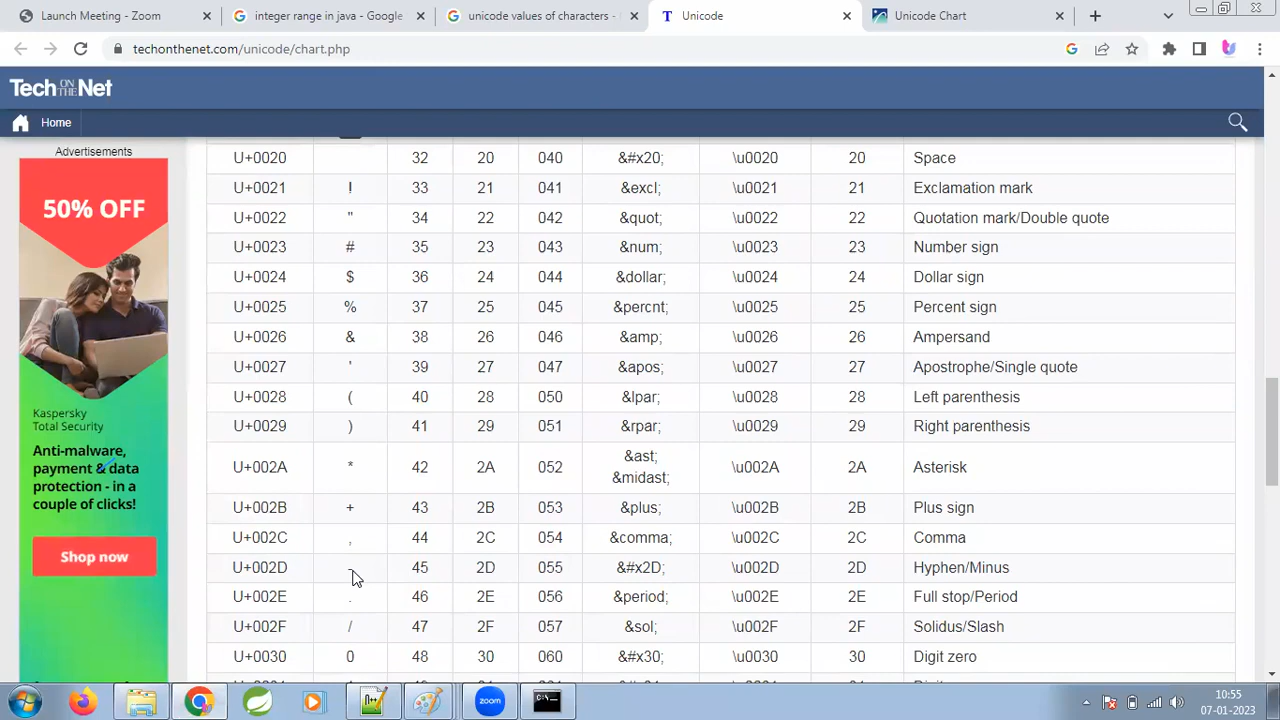 Launch Meeting - Zoom
integer range in java - Google
unicode values of characters -
Unicode
Unicode Chart
techonthenet.com/unicode/chart.php
Tech ON THE Net
Home
Advertisements
50% OFF
Kaspersky
Total Security
Anti-malware,
payment & data
protection - in a
couple of clicks!
Shop now
U+0020 32 20 040 &#x20; \u0020 20 Space
U+0021 ! 33 21 041 &excl; \u0021 21 Exclamation mark
U+0022 " 34 22 042 &quot; \u0022 22 Quotation mark/Double quote
U+0023 # 35 23 043 &num; \u0023 23 Number sign
U+0024 $ 36 24 044 &dollar; \u0024 24 Dollar sign
U+0025 % 37 25 045 &percnt; \u0025 25 Percent sign
U+0026 & 38 26 046 &amp; \u0026 26 Ampersand
U+0027 ' 39 27 047 &apos; \u0027 27 Apostrophe/Single quote
U+0028 ( 40 28 050 &lpar; \u0028 28 Left parenthesis
U+0029 ) 41 29 051 &rpar; \u0029 29 Right parenthesis
U+002A * 42 2A 052 &ast; &midast; \u002A 2A Asterisk
U+002B + 43 2B 053 &plus; \u002B 2B Plus sign
U+002C , 44 2C 054 &comma; \u002C 2C Comma
U+002D - 45 2D 055 &#x2D; \u002D 2D Hyphen/Minus
U+002E . 46 2E 056 &period; \u002E 2E Full stop/Period
U+002F / 47 2F 057 &sol; \u002F 2F Solidus/Slash
U+0030 0 48 30 060 &#x30; \u0030 30 Digit zero
zoom
10:55
07-01-2023